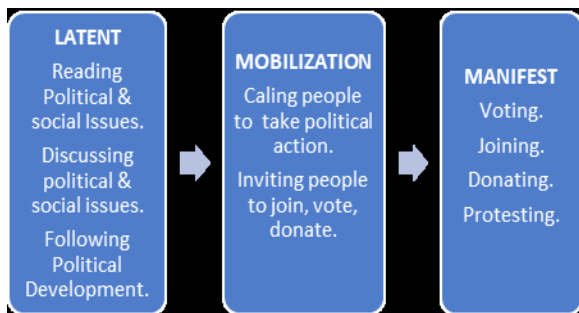 LATENT
Reading
Political &
social Issues.
Discussing
political &
social issues.
Following
Political
Development.
MOBILIZATION
Caling people
to take political
action.
Inviting people
to join, vote,
donate.
MANIFEST
Voting.
Joining.
Donating.
Protesting.